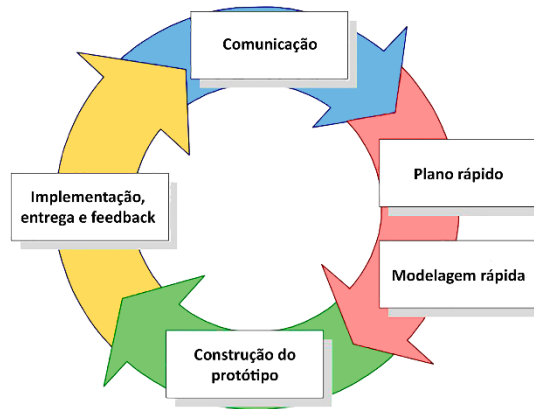 Comunicação
Plano rápido
Modelagem rápida
Construção do
protótipo
Implementação,
entrega e feedback